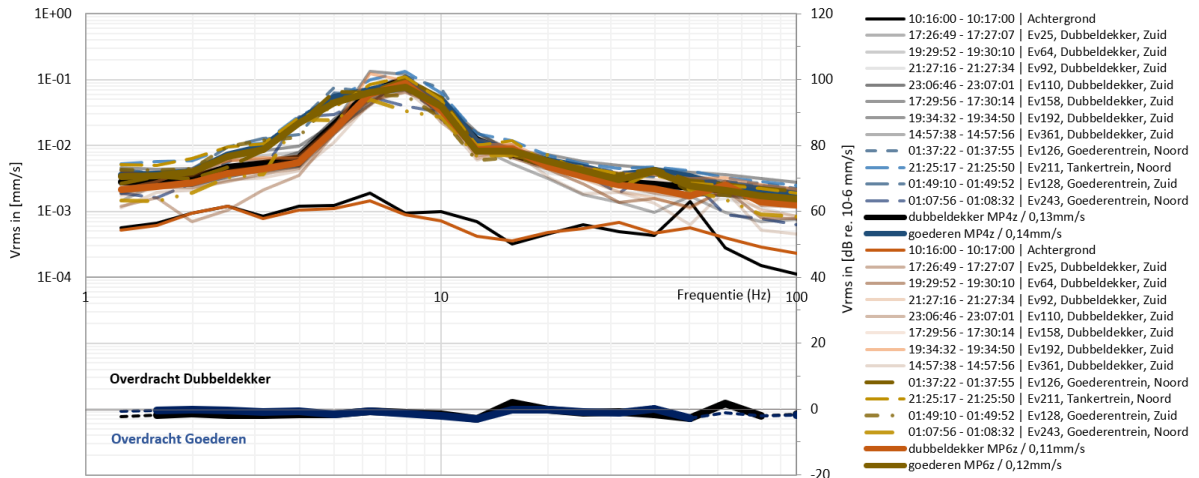 1E+00
1E-01
1E-02
1E-03
1E-04
Vrms in [mm/s]
1
10
100
Frequentie (Hz)
120
100
80
60
40
20
0
-20
Vrms in [dB re. 10-6 mm/s]
Overdracht Dubbeldekker
Overdracht Goederen
10:16:00 - 10:17:00 | Achtergrond
17:26:49 - 17:27:07 | Ev25, Dubbeldekker, Zuid
19:29:52 - 19:30:10 | Ev64, Dubbeldekker, Zuid
21:27:16 - 21:27:34 | Ev92, Dubbeldekker, Zuid
23:06:46 - 23:07:01 | Ev110, Dubbeldekker, Zuid
17:29:56 - 17:30:14 | Ev158, Dubbeldekker, Zuid
19:34:32 - 19:34:50 | Ev192, Dubbeldekker, Zuid
14:57:38 - 14:57:56 | Ev361, Dubbeldekker, Zuid
01:37:22 - 01:37:55 | Ev126, Goederentrein, Noord
21:25:17 - 21:25:50 | Ev211, Tankertrein, Noord
01:49:10 - 01:49:52 | Ev128, Goederentrein, Zuid
01:07:56 - 01:08:32 | Ev243, Goederentrein, Noord
dubbeldekker MP4z / 0,13mm/s
goederen MP4z / 0,14mm/s
10:16:00 - 10:17:00 | Achtergrond
17:26:49 - 17:27:07 | Ev25, Dubbeldekker, Zuid
19:29:52 - 19:30:10 | Ev64, Dubbeldekker, Zuid
21:27:16 - 21:27:34 | Ev92, Dubbeldekker, Zuid
23:06:46 - 23:07:01 | Ev110, Dubbeldekker, Zuid
17:29:56 - 17:30:14 | Ev158, Dubbeldekker, Zuid
19:34:32 - 19:34:50 | Ev192, Dubbeldekker, Zuid
14:57:38 - 14:57:56 | Ev361, Dubbeldekker, Zuid
01:37:22 - 01:37:55 | Ev126, Goederentrein, Noord
21:25:17 - 21:25:50 | Ev211, Tankertrein, Noord
01:49:10 - 01:49:52 | Ev128, Goederentrein, Zuid
01:07:56 - 01:08:32 | Ev243, Goederentrein, Noord
dubbeldekker MP6z / 0,11mm/s
goederen MP6z / 0,12mm/s